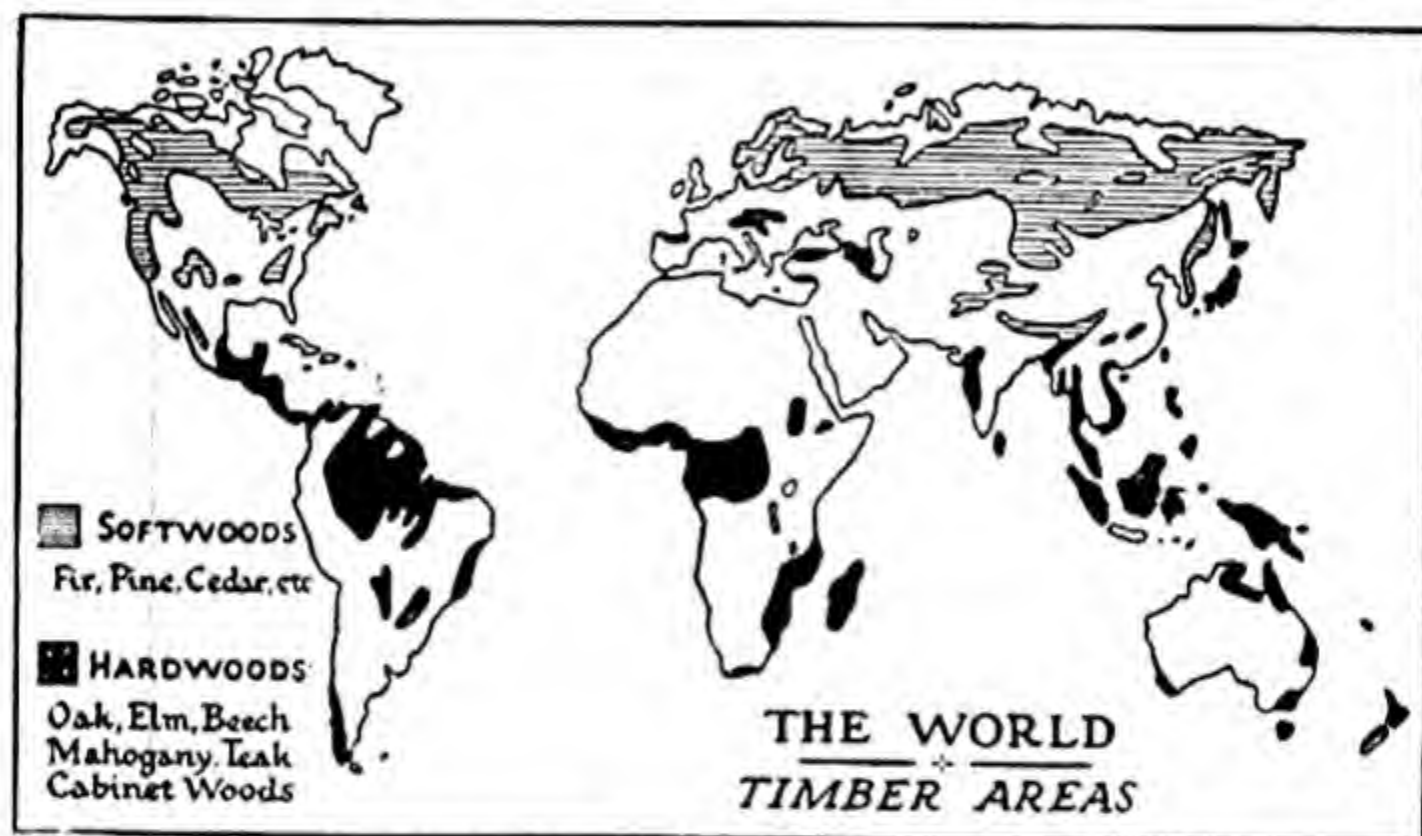 SOFTWOODS
Fir, Pine, Cedar, etc
HARDWOODS
Oak, Elm, Beech
Mahogany. Teak
Cabinet Woods
THE WORLD
TIMBER AREAS